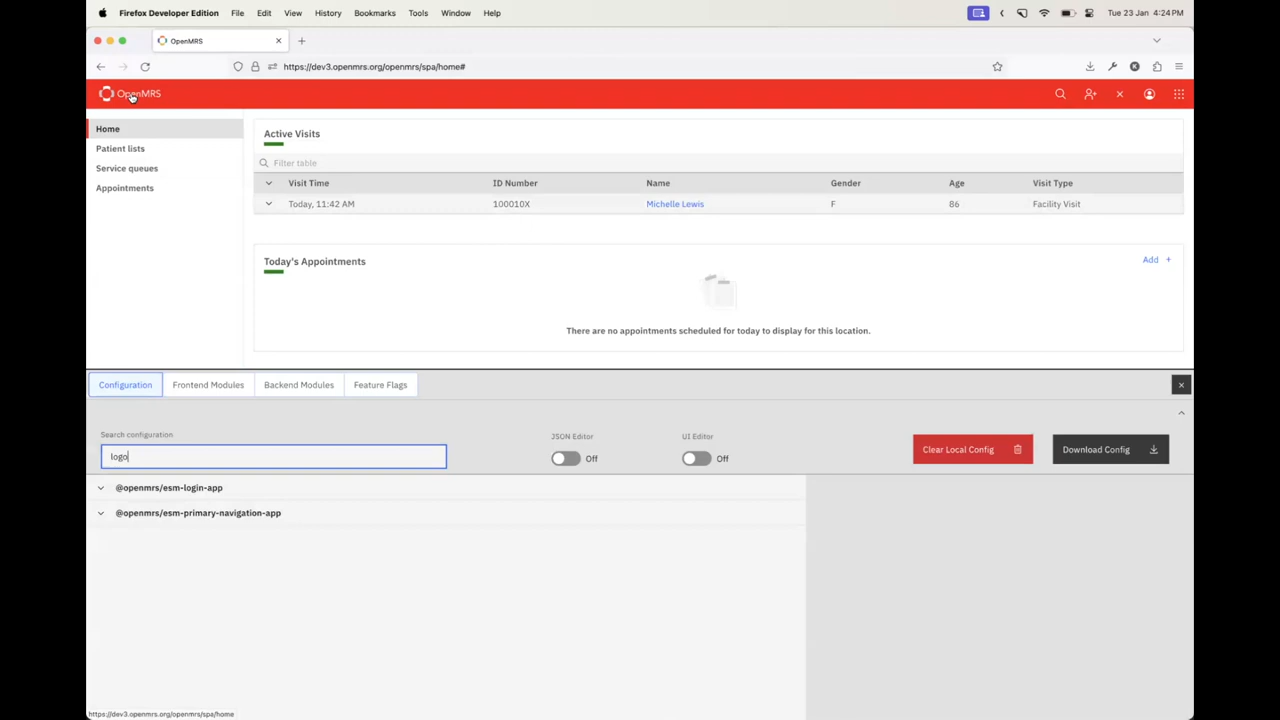 Firefox Developer Edition File Edit View History Bookmarks Tools Window Help Tue 23 Jan 4:24PM
OpenMRS
https://dev3.openmrs.org/openmrs/spa/home#
OpenMRS
Home
Patient lists
Service queues
Appointments
Active Visits
Filter table
Visit Time ID Number Name Gender Age Visit Type
Today, 11:42 AM 100010X Michelle Lewis F 86 Facility Visit
Today's Appointments Add +
There are no appointments scheduled for today to display for this location.
Configuration Frontend Modules Backend Modules Feature Flags
Search configuration JSON Editor UI Editor
logo Off Off Clear Local Config Download Config
@openmrs/esm-login-app
@openmrs/esm-primary-navigation-app
https://dev3.openmrs.org/openmrs/spa/home